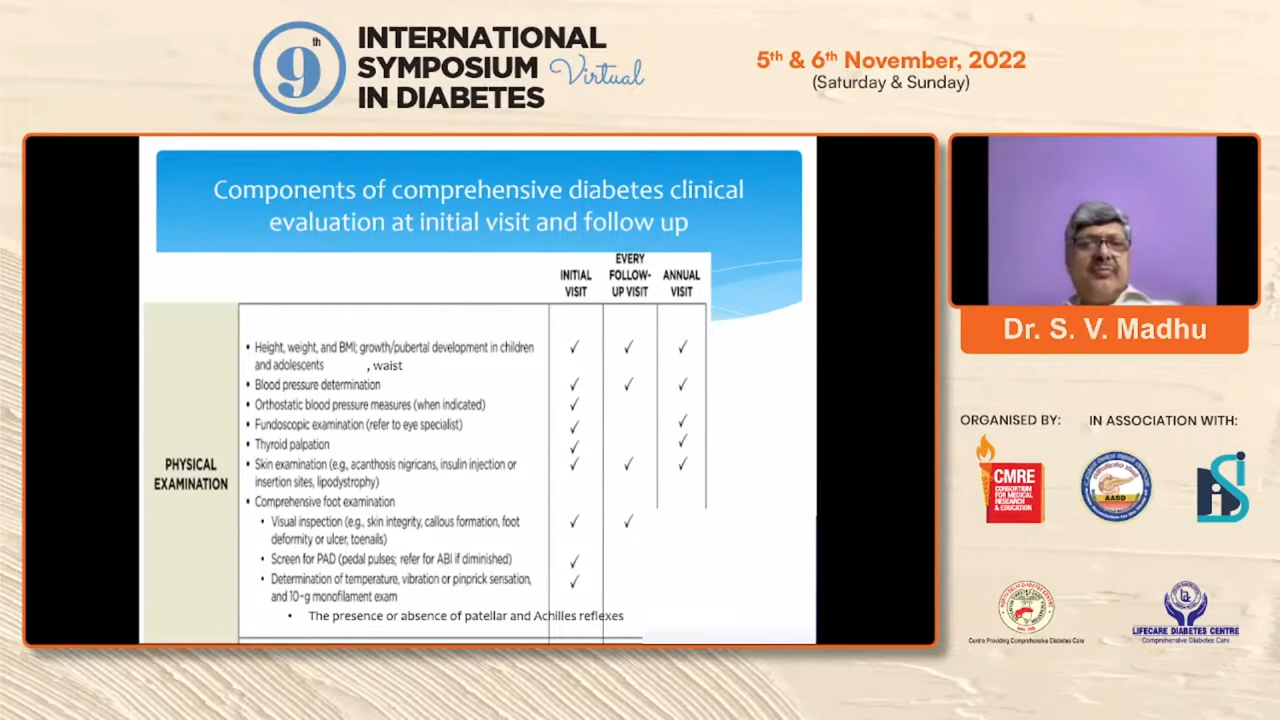 9th
INTERNATIONAL
SYMPOSIUM Virtual
IN DIABETES
5th & 6th November, 2022
(Saturday & Sunday)
Components of comprehensive diabetes clinical
evaluation at initial visit and follow up
INITIAL
VISIT
EVERY
FOLLOW-
UP VISIT
ANNUAL
VISIT
PHYSICAL
EXAMINATION
• Height, weight, and BMI; growth/pubertal development in children ✓ ✓ ✓
and adolescents , waist
• Blood pressure determination ✓ ✓ ✓
• Orthostatic blood pressure measures (when indicated) ✓
• Fundoscopic examination (refer to eye specialist) ✓ ✓
• Thyroid palpation ✓ ✓
• Skin examination (e.g., acanthosis nigricans, insulin injection or ✓ ✓ ✓
insertion sites, lipodystrophy)
• Comprehensive foot examination
• Visual inspection (e.g., skin integrity, callous formation, foot ✓ ✓
deformity or ulcer, toenails)
• Screen for PAD (pedal pulses; refer for ABI if diminished) ✓
• Determination of temperature, vibration or pinprick sensation, ✓
and 10-g monofilament exam
• The presence or absence of patellar and Achilles reflexes
Dr. S. V. Madhu
ORGANISED BY:
IN ASSOCIATION WITH:
CMRE
CONSORTIUM
FOR MEDICAL
RESEARCH
& EDUCATION
AASD
Centre Providing Comprehensive Diabetes Care
LIFECARE DIABETES CENTRE
Comprehensive Diabetes Care